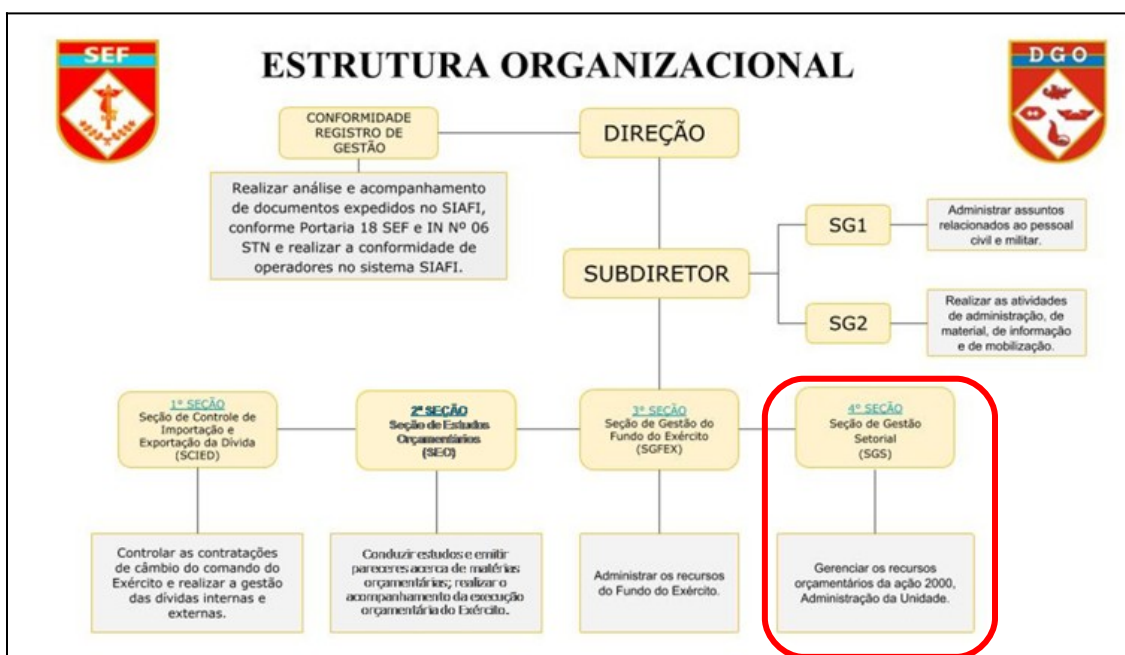 SEF
ESTRUTURA ORGANIZACIONAL
DGO
CONFORMIDADE
REGISTRO DE
GESTÃO
DIREÇÃO
Realizar análise e acompanhamento
de documentos expedidos no SIAFI,
conforme Portaria 18 SEF e IN Nº 06
STN e realizar a conformidade de
operadores no sistema SIAFI.
SUBDIRETOR
SG1
Administrar assuntos
relacionados ao pessoal
civil e militar.
SG2
Realizar as atividades
de administração, de
material, de informação
e de mobilização.
1º SEÇÃO
Seção de Controle de
Importação e
Exportação da Dívida
(SCIED)
2ª SEÇÃO
Seção de Estudos
Orçamentários
(SEO)
3º SEÇÃO
Seção de Gestão do
Fundo do Exército
(SGFEX)
4º SEÇÃO
Seção de Gestão
Setorial
(SGS)
Controlar as contratações
de câmbio do comando do
Exército e realizar a gestão
das dívidas internas e
externas.
Conduzir estudos e emitir
pareceres acerca de matérias
orçamentárias; realizar o
acompanhamento da execução
orçamentária do Exército.
Administrar os recursos
do Fundo do Exército.
Gerenciar os recursos
orçamentários da ação 2000,
Administração da Unidade.